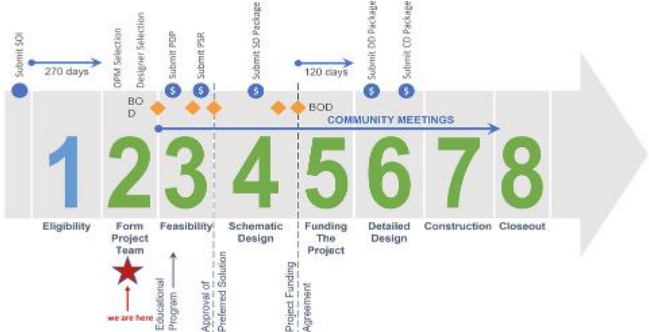 Submit SOI
270 days
OPM Selection
Designer Selection
Submit PDP
Submit PSR
Submit SD Package
120 days
Submit DD Package
Submit CD Package
$
$
$
$
$
BO
D
BOD
COMMUNITY MEETINGS
1
2
3
4
5
6
7
8
Eligibility
Form
Project
Team
Feasibility
Schematic
Design
Funding
The
Project
Detailed
Design
Construction
Closeout
we are here
Educational
Program
Approval of
Preferred Solution
Project Funding
Agreement